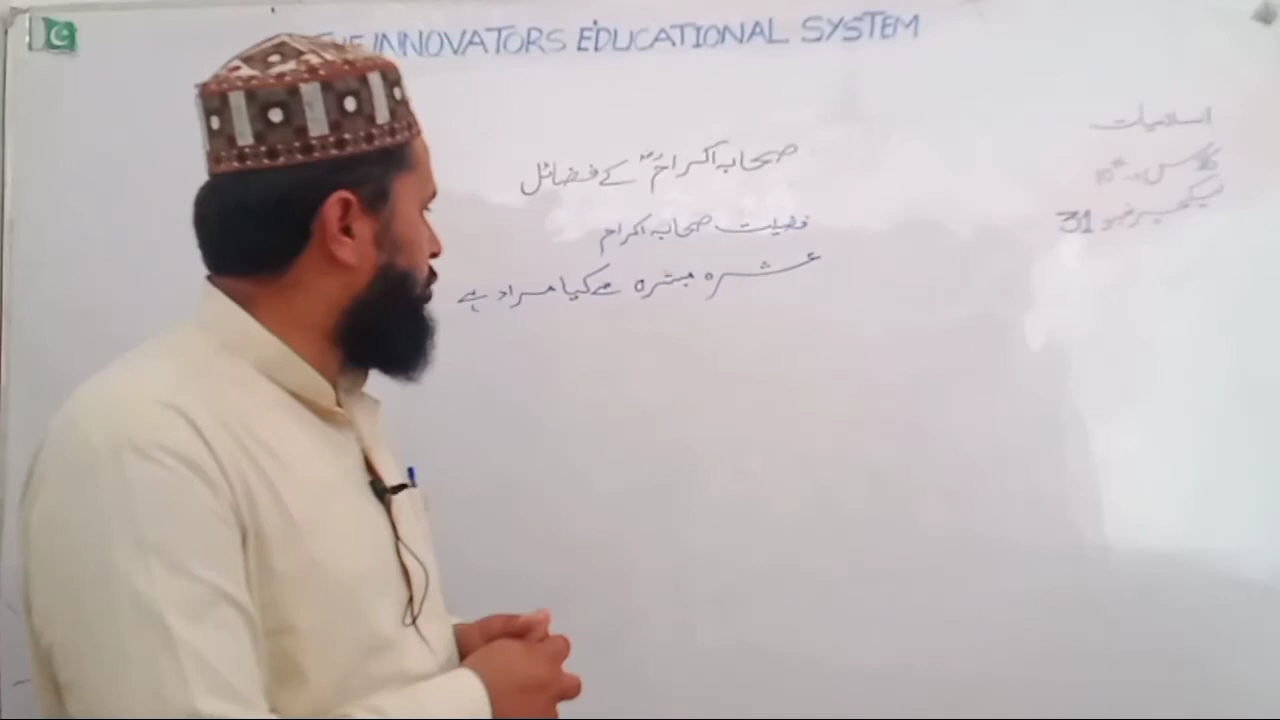 THE INNOVATORS EDUCATIONAL SYSTEM
اسلامیات
کلاس 10th
لیکچر نمبر 31
صحابہ اکرامؓ کے فضائل
فضیلت صحابہ اکرام
عشرہ مبشرہ سے کیا مراد ہے